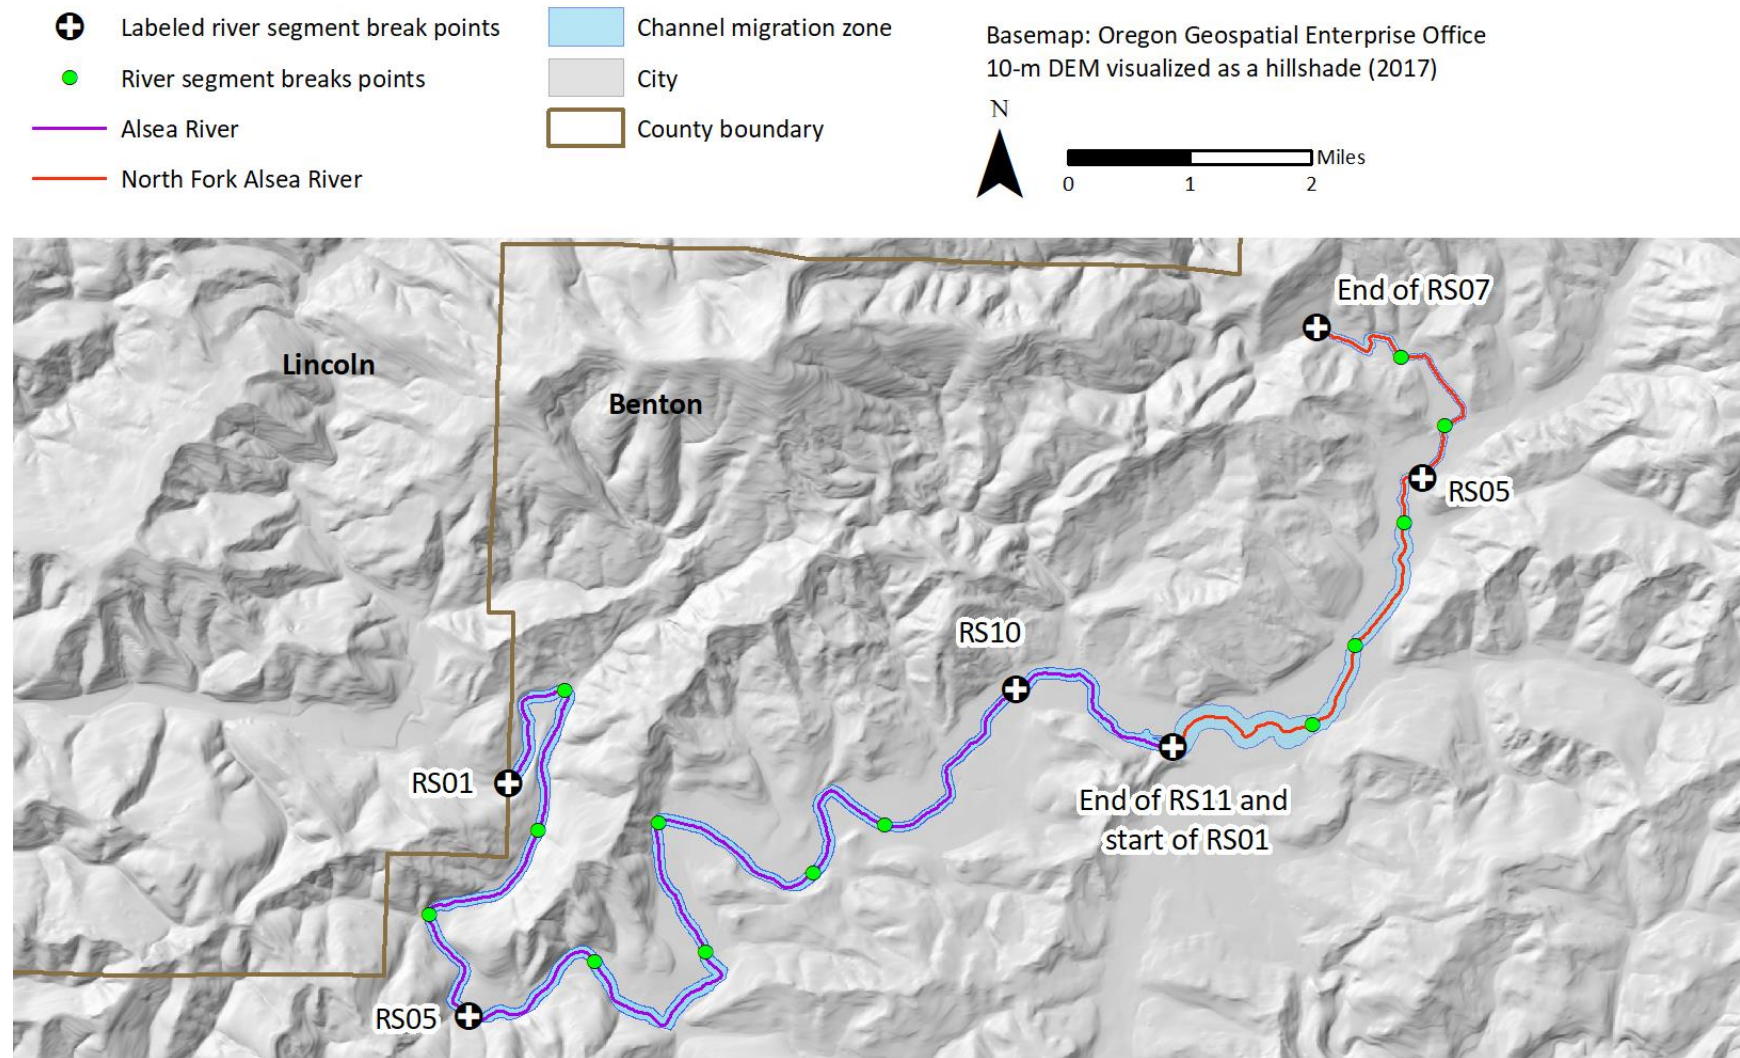 Labeled river segment break points
River segment breaks points
Alsea River
North Fork Alsea River
Channel migration zone
City
County boundary
Basemap: Oregon Geospatial Enterprise Office
10-m DEM visualized as a hillshade (2017)
N
Miles
0 1 2
End of RS07
Lincoln
Benton
RS05
RS10
RS01
End of RS11 and
start of RS01
RS05